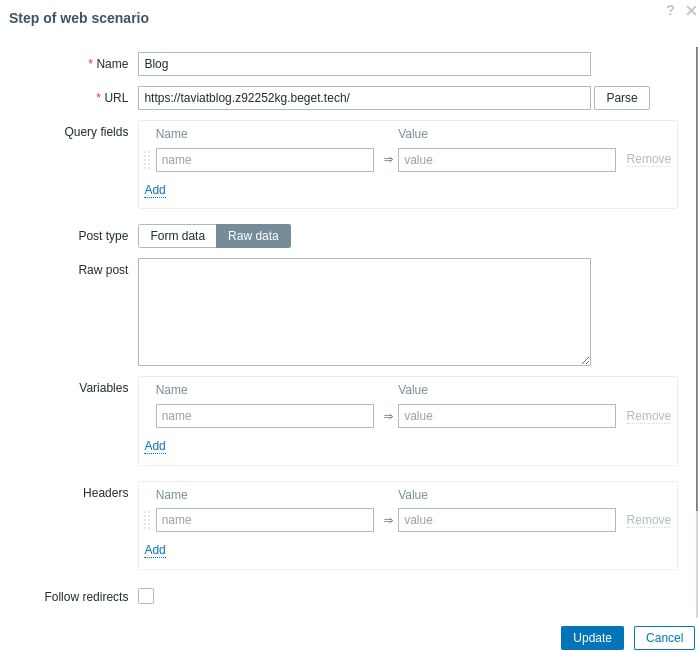 Step of web scenario
? ×
* Name Blog
* URL https://taviatblog.z92252kg.beget.tech/ Parse
Query fields Name Value
name ⇒ value Remove
Add
Post type Form data Raw data
Raw post
Variables Name Value
name ⇒ value Remove
Add
Headers Name Value
name ⇒ value Remove
Add
Follow redirects
Update Cancel